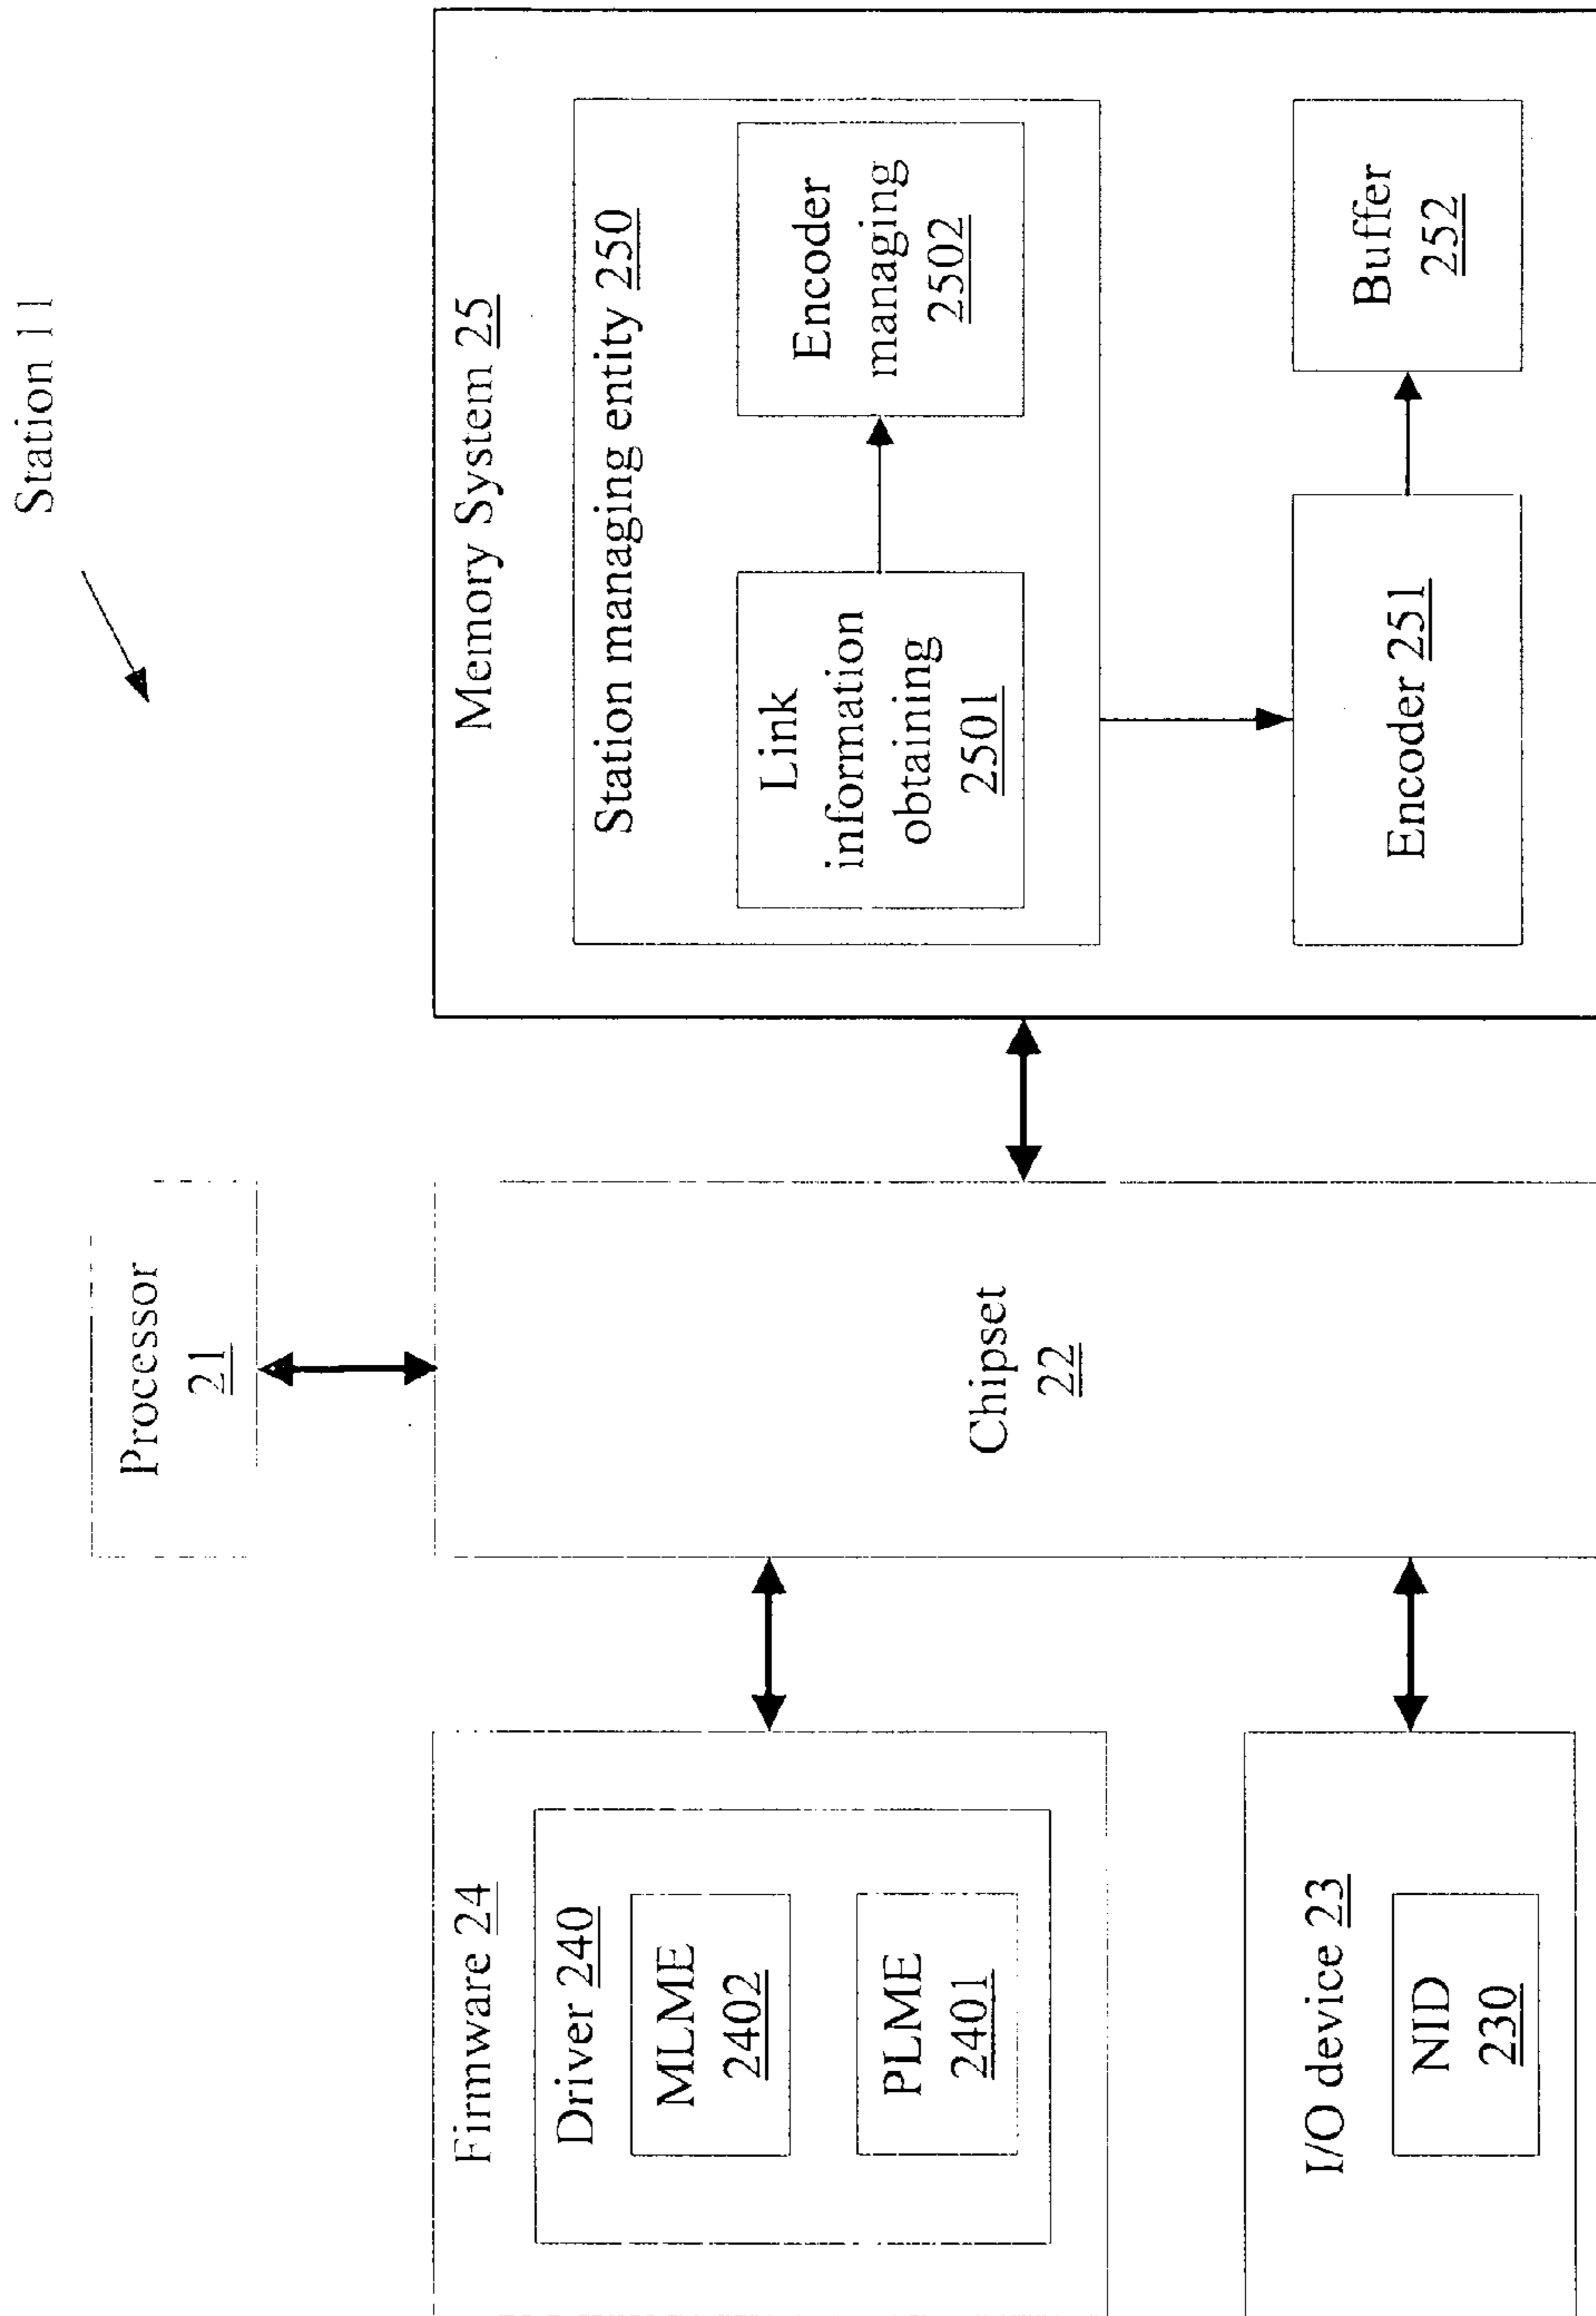 Station 11
Processor
21
Chipset
22
Firmware 24
Driver 240
MLME
2402
PLME
2401
I/O device 23
NID
230
Memory System 25
Station managing entity 250
Link
information
obtaining
2501
Encoder
managing
2502
Encoder 251
Buffer
252